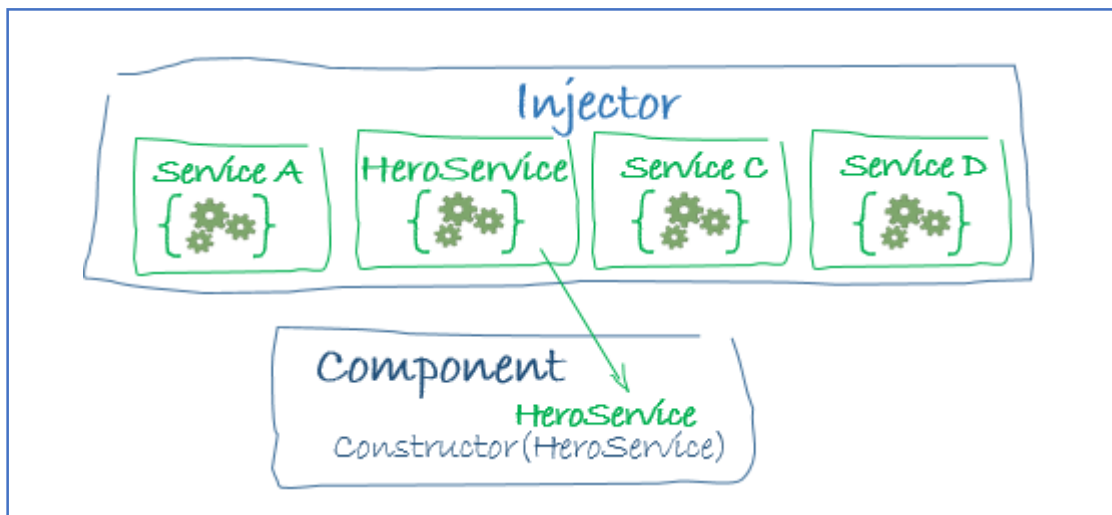 Injector
Service A
HeroService
Service C
Service D
Component
HeroService
Constructor(HeroService)